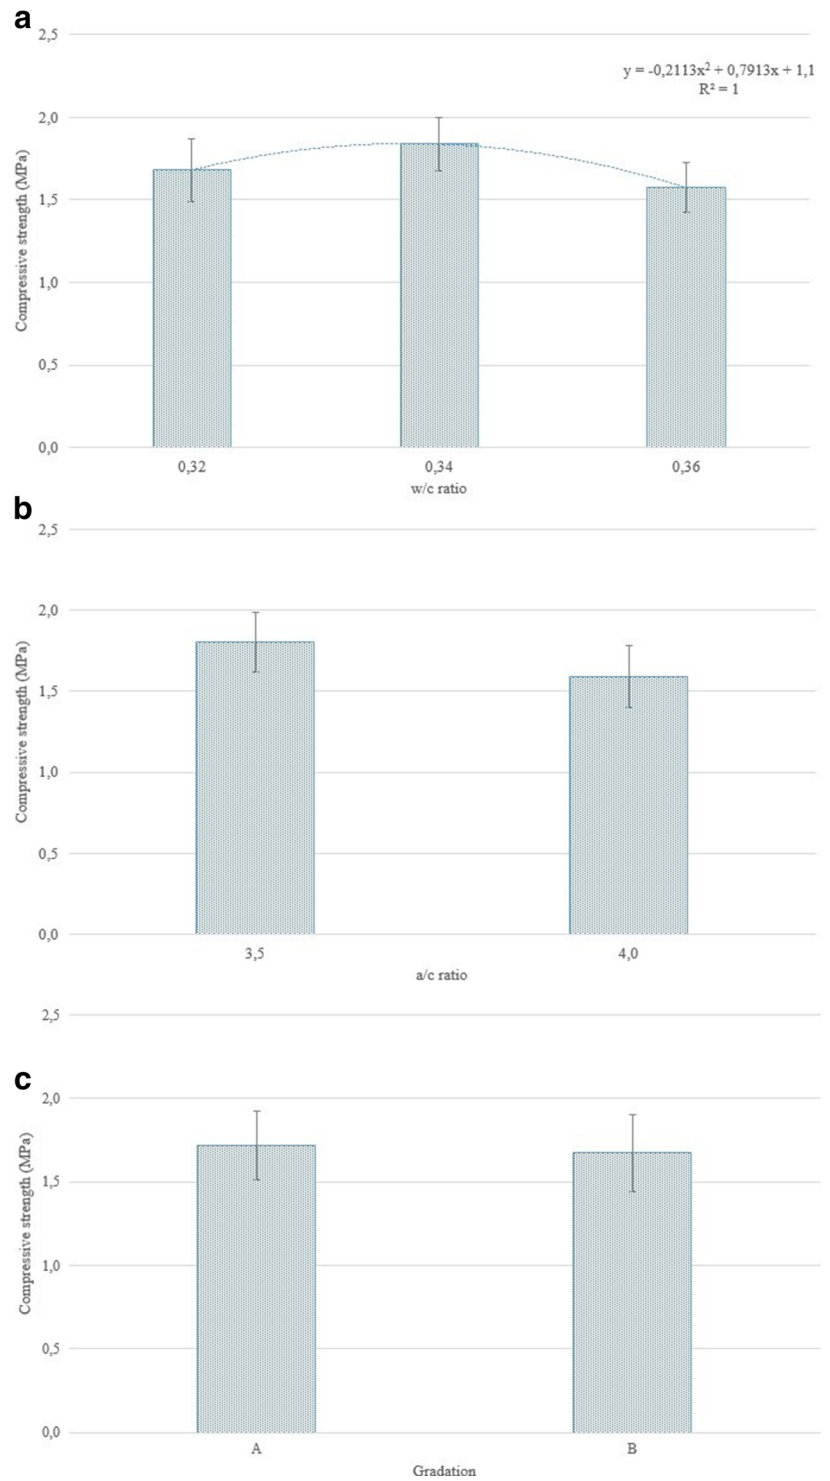 a
2,5
y = -0,2113x² + 0,7913x + 1,1
R² = 1
2,0
1,5
1,0
0,5
0,0
Compressive strength (MPa)
0,32 0,34 0,36
w/c ratio
b
2,5
2,0
1,5
1,0
0,5
0,0
Compressive strength (MPa)
3,5 4,0
a/c ratio
c
2,5
2,0
1,5
1,0
0,5
0,0
Compressive strength (MPa)
A B
Gradation